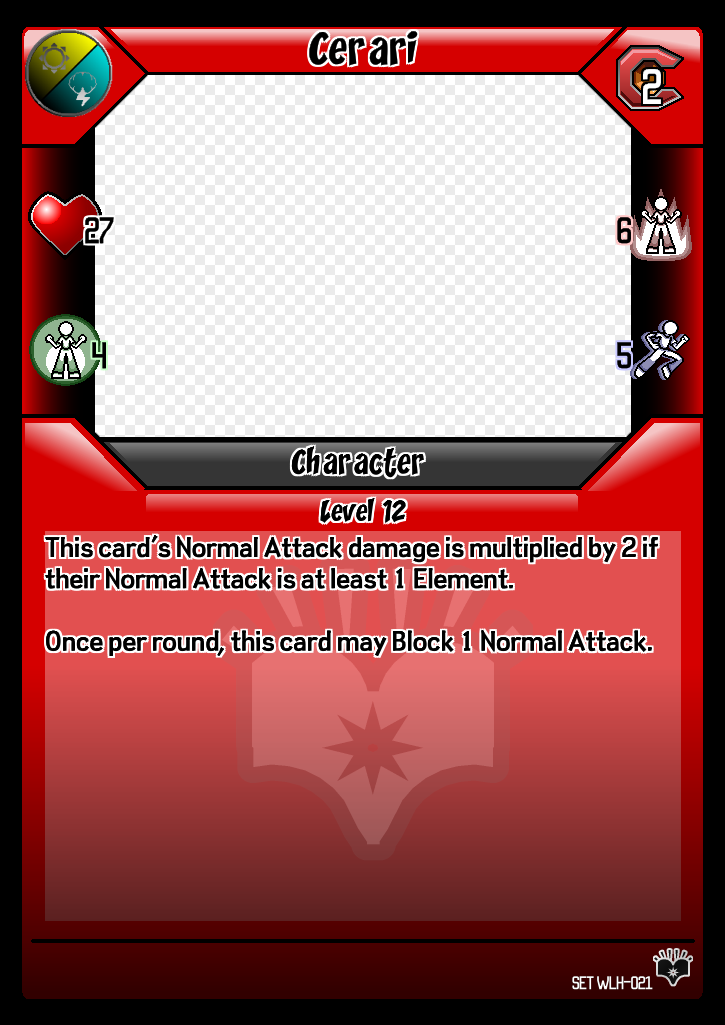 Cerari
2
27
6
4
5
Character
Level 12
This card's Normal Attack damage is multiplied by 2 if
their Normal Attack is at least 1 Element.
Once per round, this card may Block 1 Normal Attack.
SET WLH-021